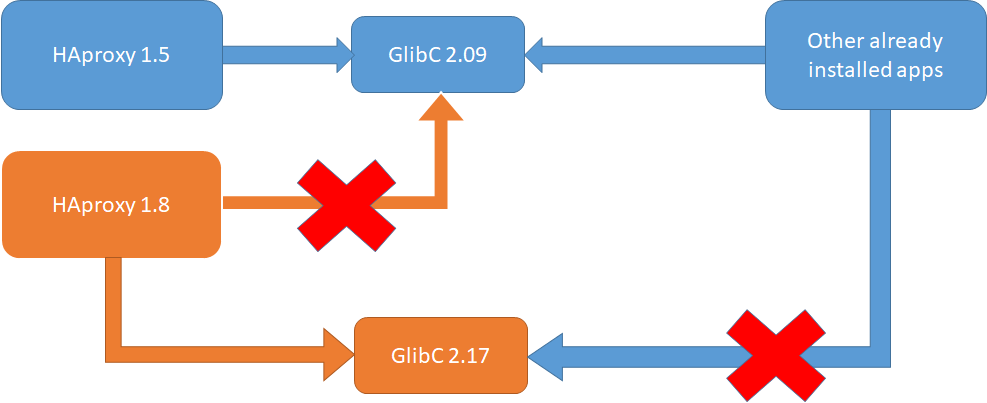 HAproxy 1.5
GlibC 2.09
Other already
installed apps
HAproxy 1.8
GlibC 2.17